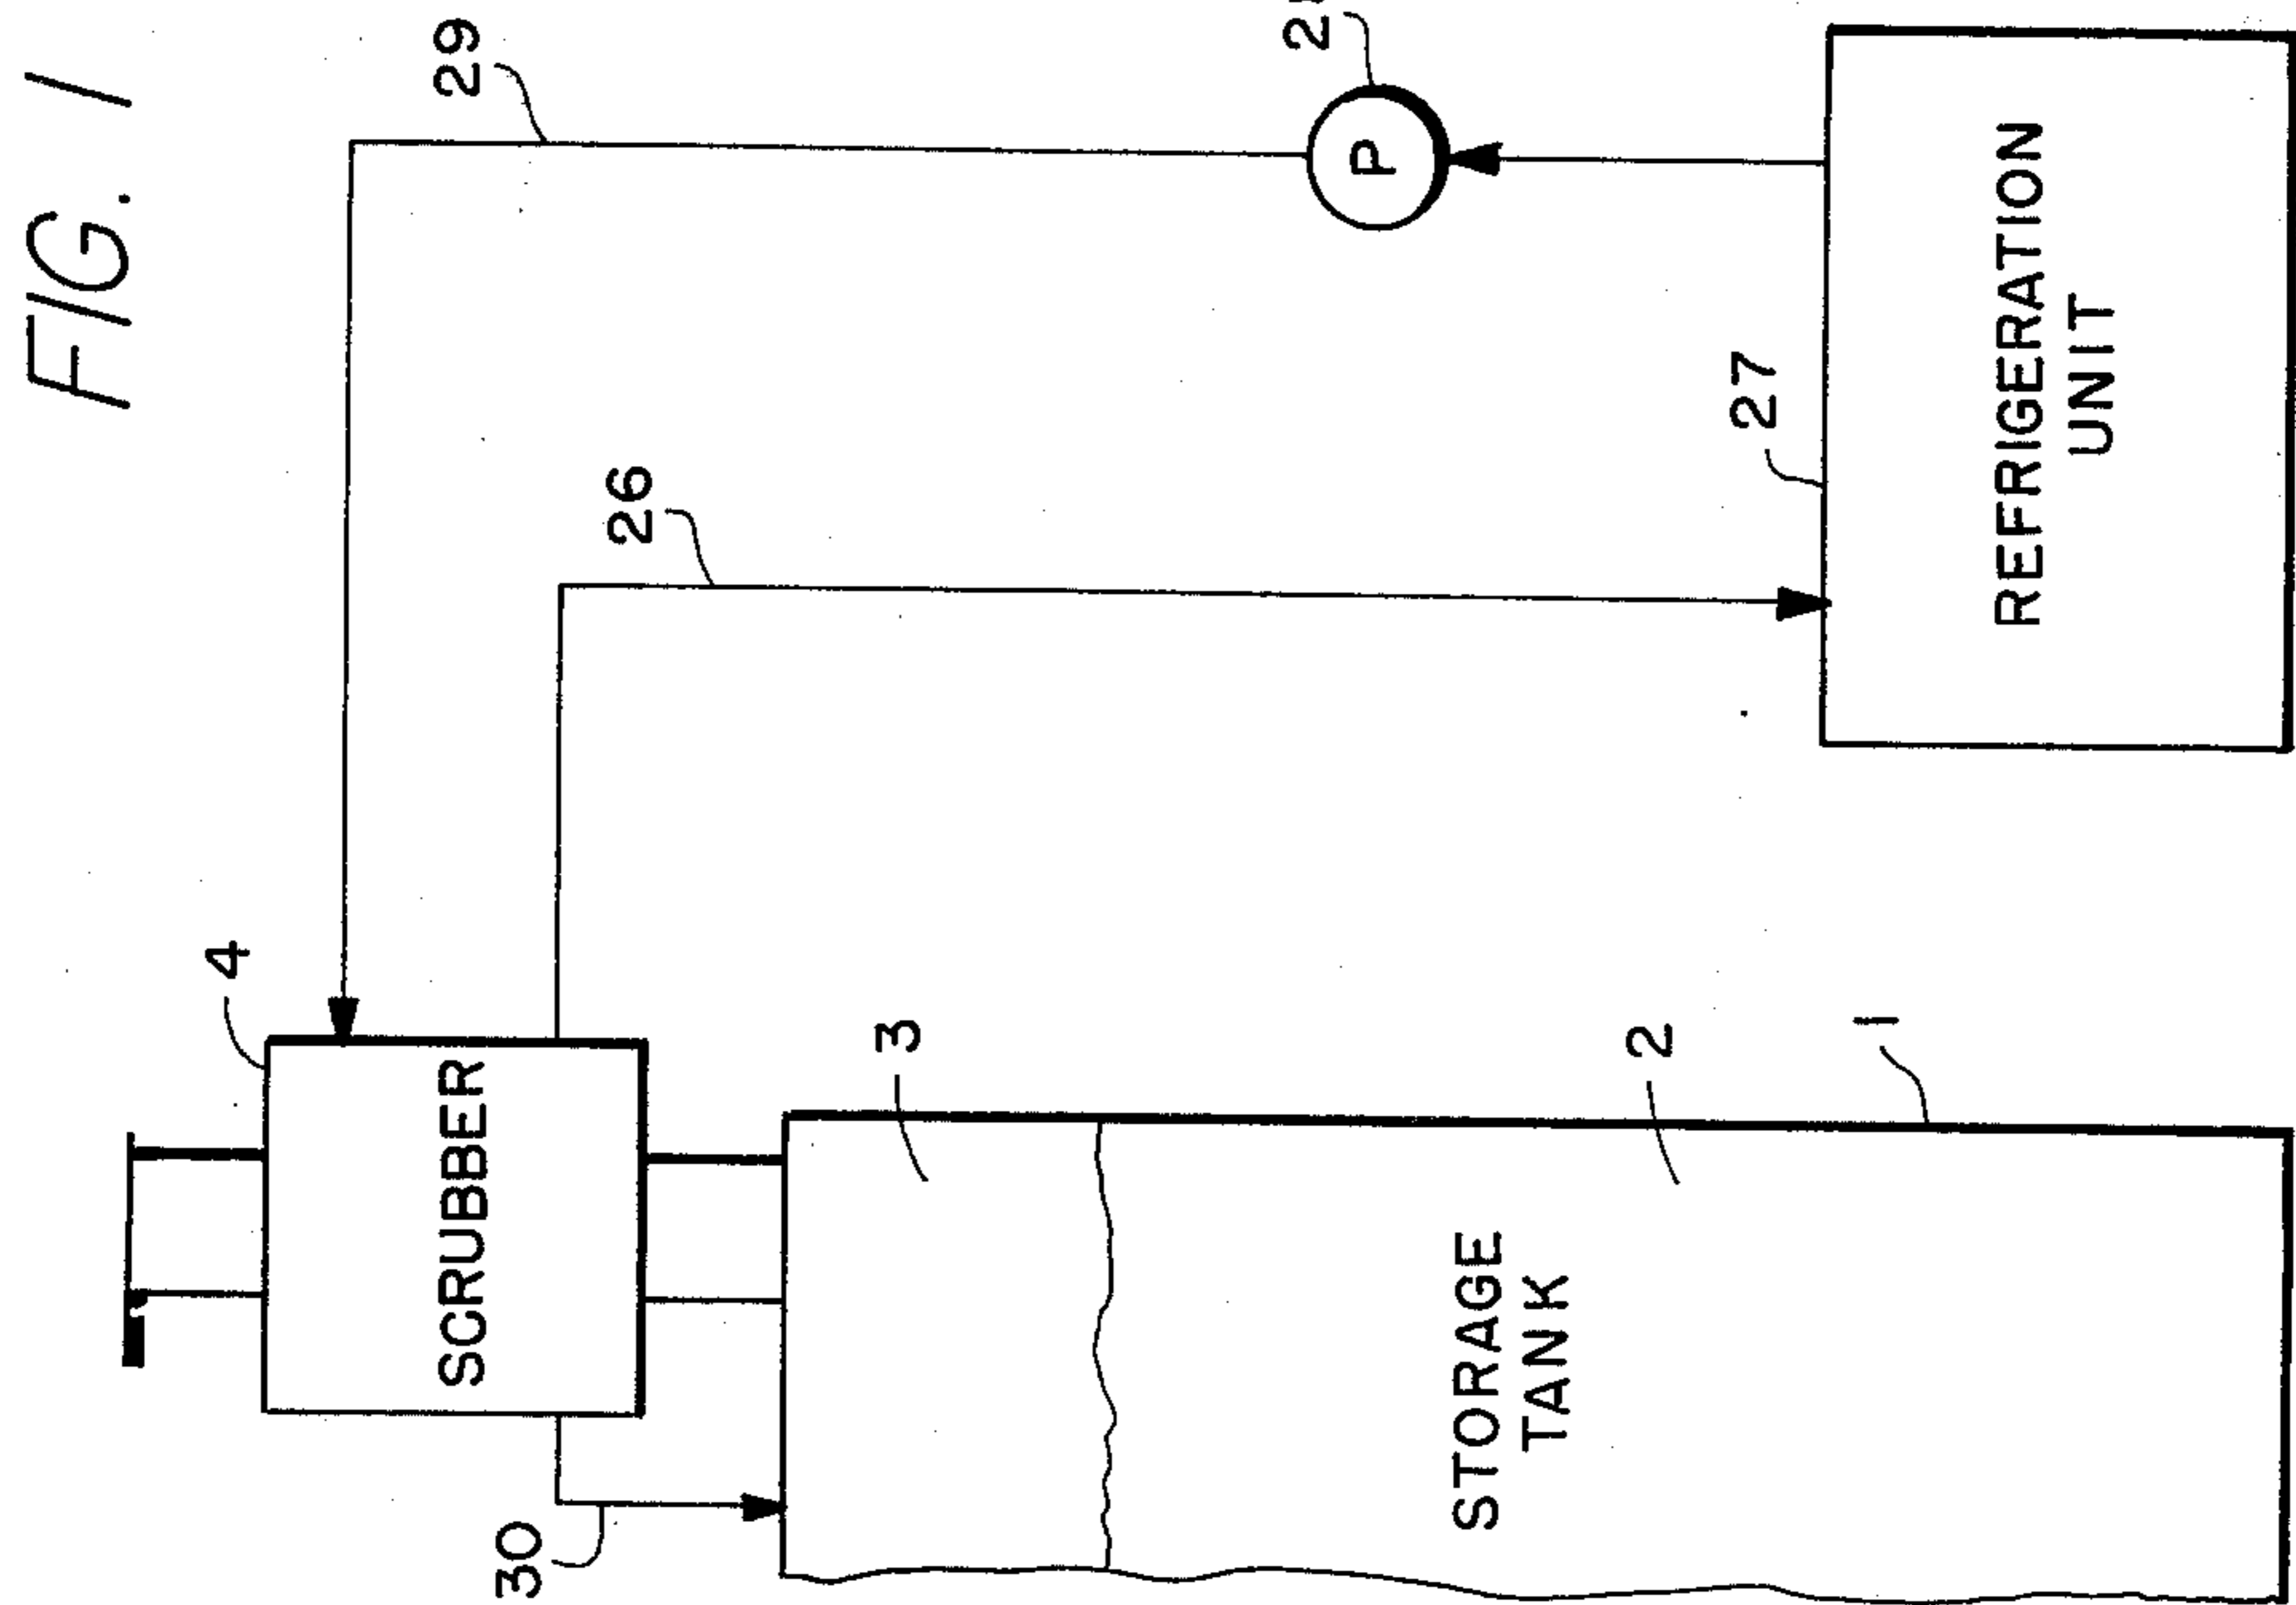 FIG. 1
29
4
SCRUBBER
30
26
3
P
STORAGE
TANK
2
1
27
REFRIGERATION
UNIT